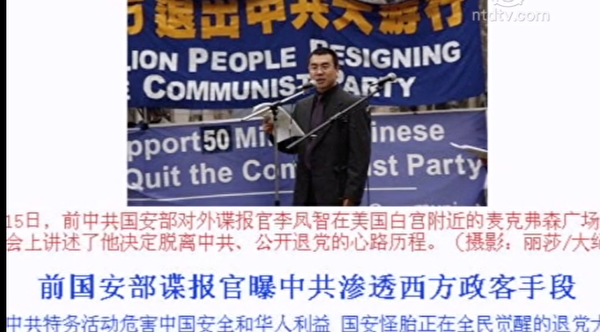 ntdtv.com
万退出中共大游行
LION PEOPLE RESIGNING
E COMMUNIST PARTY
pport 50 Mi inese
Quit the Com ist Party
15日，前中共国安部对外谍报官李凤智在美国白宫附近的麦克弗森广场
会上讲述了他决定脱离中共、公开退党的心路历程。（摄影：丽莎/大纪
前国安部谍报官曝中共渗透西方政客手段
中共特务活动危害中国安全和华人利益 国安怪胎正在全民觉醒的退党大